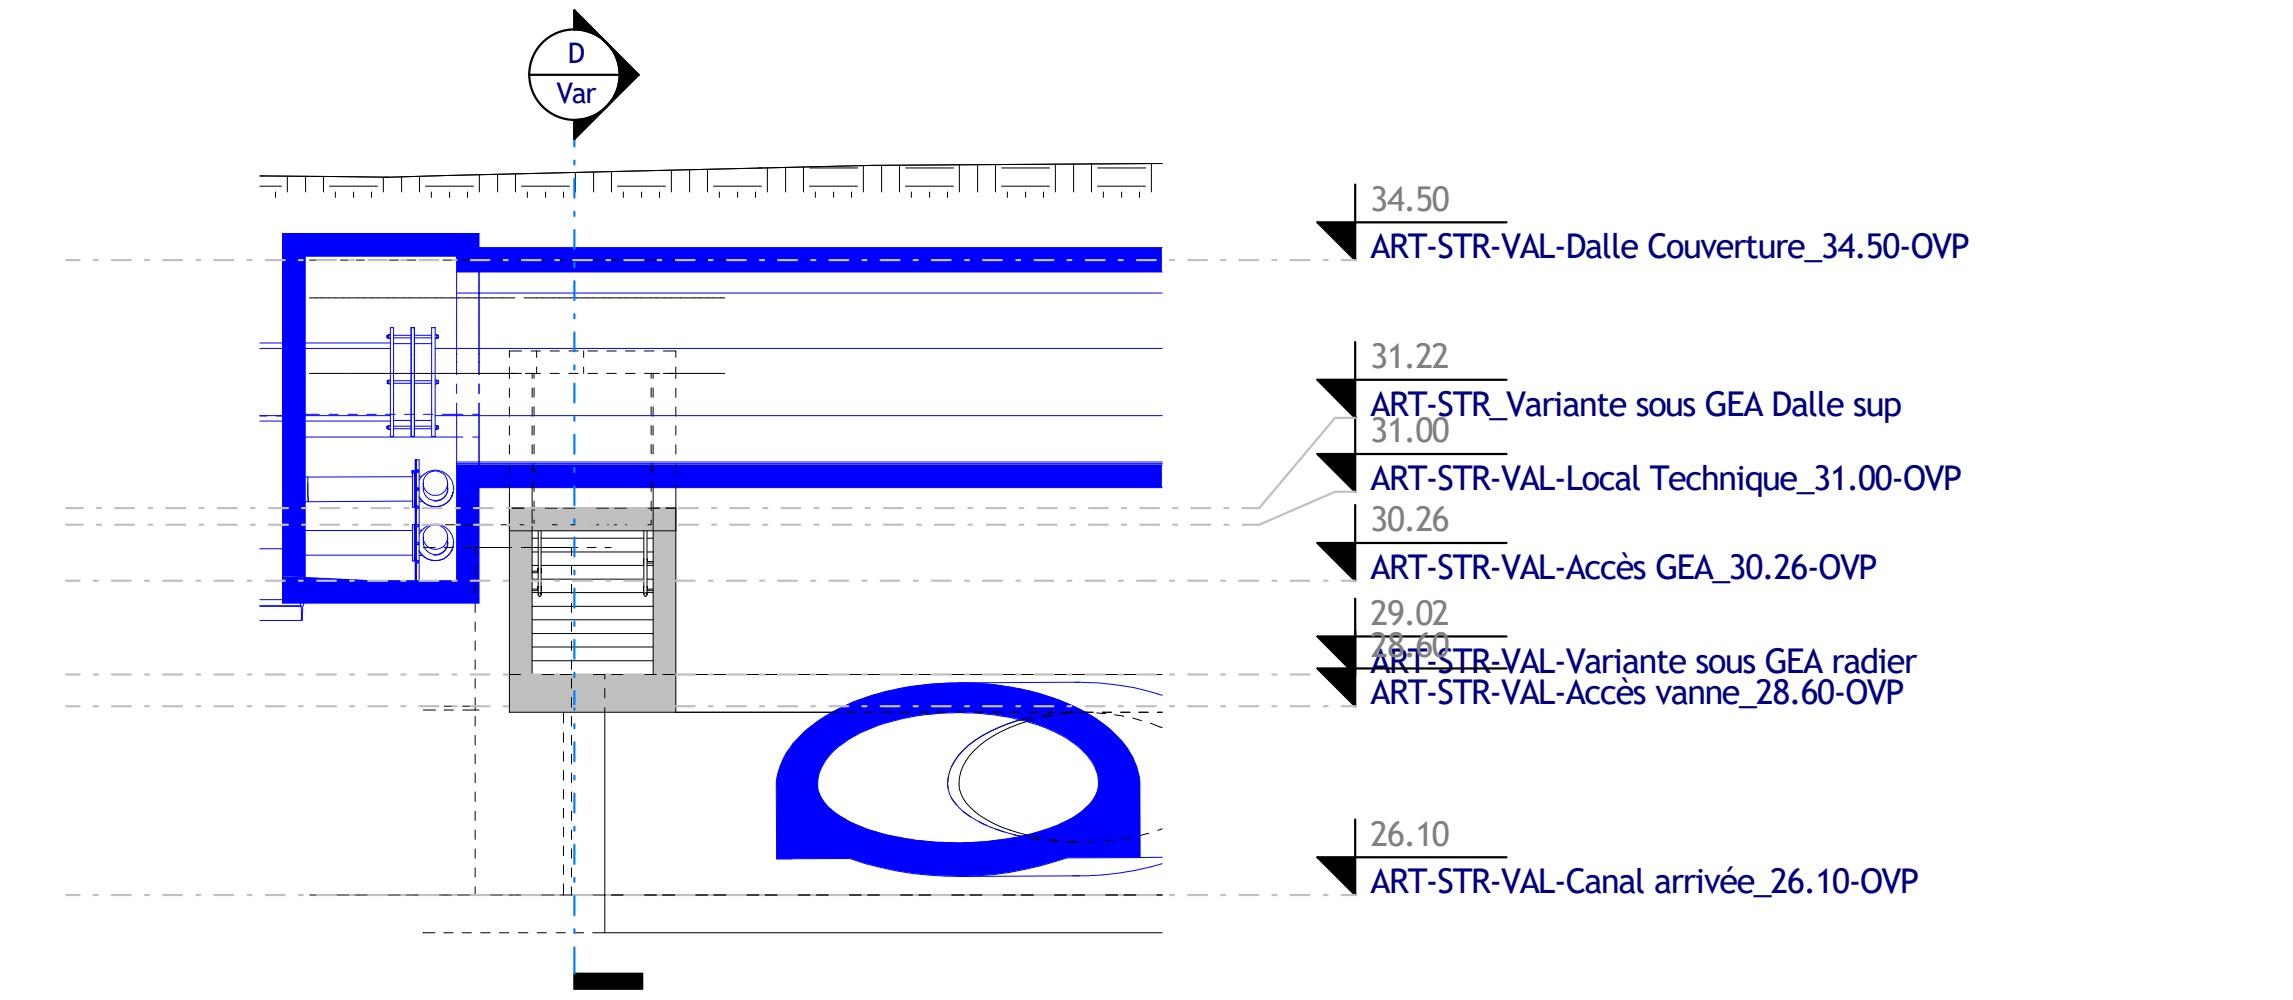 D
Var
34.50
ART-STR-VAL-Dalle Couverture_34.50-OVP
31.22
ART-STR_Variante sous GEA Dalle sup
31.00
ART-STR-VAL-Local Technique_31.00-OVP
30.26
ART-STR-VAL-Accès GEA_30.26-OVP
29.02
ART-STR-VAL-Variante sous GEA radier
28.60
ART-STR-VAL-Accès vanne_28.60-OVP
26.10
ART-STR-VAL-Canal arrivée_26.10-OVP